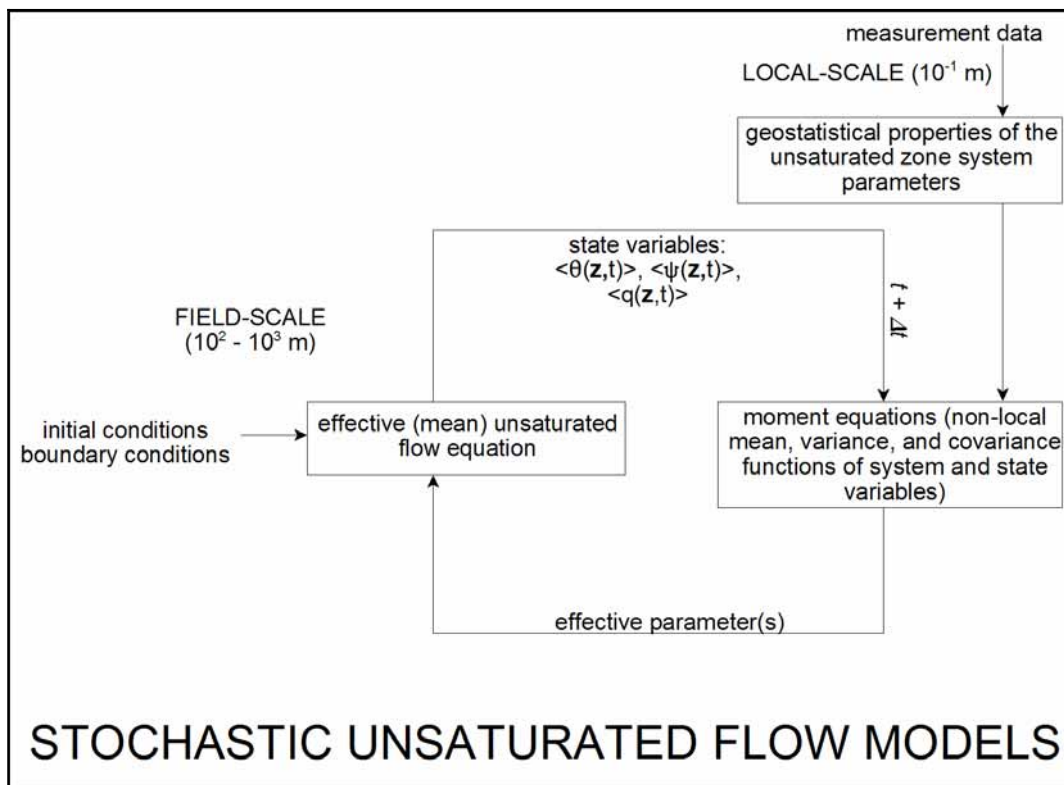 measurement data
LOCAL-SCALE (10⁻¹ m)
geostatistical properties of the
unsaturated zone system
parameters
state variables:
<θ(z,t)>, <ψ(z,t)>,
<q(z,t)>
t + Δt
FIELD-SCALE
(10² - 10³ m)
initial conditions
boundary conditions
effective (mean) unsaturated
flow equation
moment equations (non-local
mean, variance, and covariance
functions of system and state
variables)
effective parameter(s)
STOCHASTIC UNSATURATED FLOW MODELS